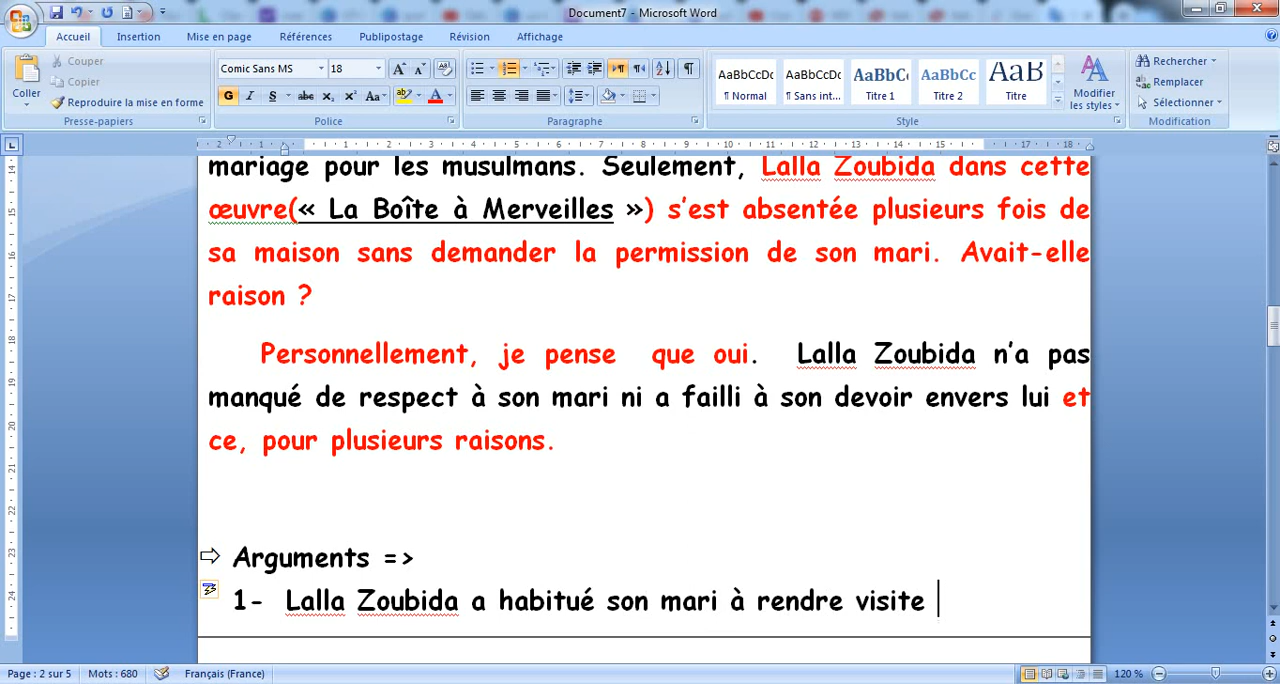 Document7 - Microsoft Word
Accueil Insertion Mise en page Références Publipostage Révision Affichage
Coller
Couper
Copier
Reproduire la mise en forme
Presse-papiers
Comic Sans MS 18
G I S abc X₂ X² Aa
Police
Paragraphe
AaBbCcDc AaBbCcDc AaBbC AaBbCc AaB
¶ Normal ¶ Sans int... Titre 1 Titre 2 Titre
Modifier les styles
Style
Rechercher
Remplacer
Sélectionner
Modification
mariage pour les musulmans. Seulement, Lalla Zoubida dans cette
œuvre(« La Boîte à Merveilles ») s’est absentée plusieurs fois de
sa maison sans demander la permission de son mari. Avait-elle
raison ?
Personnellement, je pense que oui. Lalla Zoubida n’a pas
manqué de respect à son mari ni a failli à son devoir envers lui et
ce, pour plusieurs raisons.
⇨ Arguments =>
1- Lalla Zoubida a habitué son mari à rendre visite
Page : 2 sur 5 Mots : 680 Français (France) 120 %